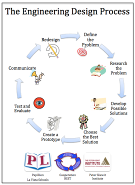 The Engineering Design Process
Define
the
Problem
Redesign
Research
the
Problem
Communicate
Develop
Possible
Solutions
Test and
Evaluate
Choose
the Best
Solution
Create a
Prototype